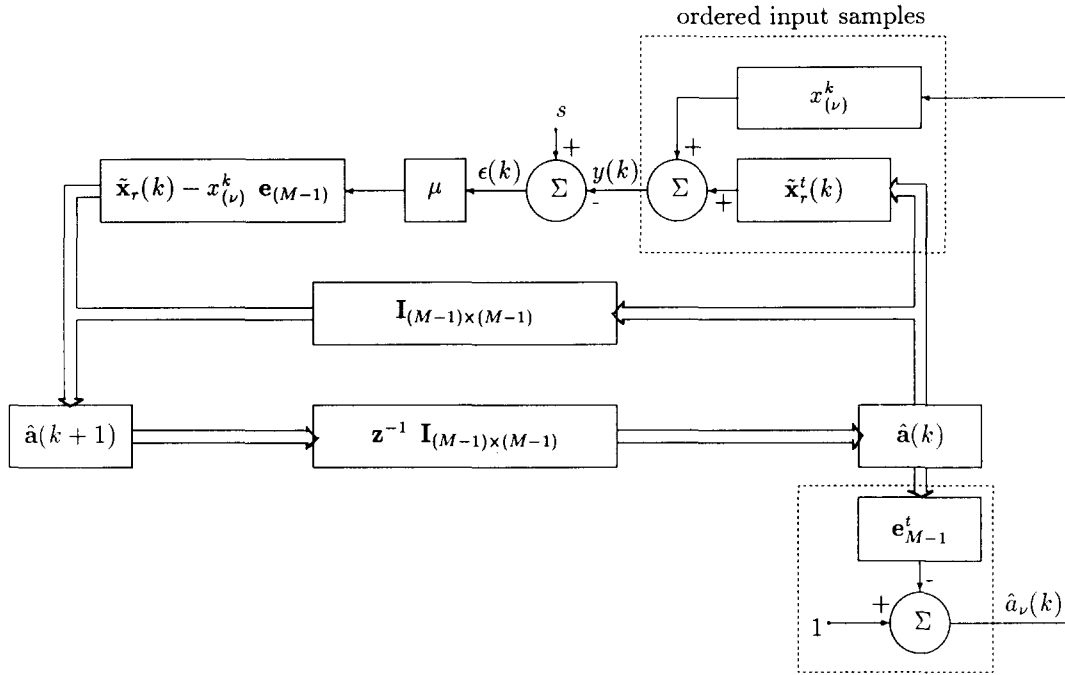 ordered input samples
x^k_{(ν)}
s
+
+
x̃_r(k) − x^k_{(ν)} e_{(M−1)}
μ
ϵ(k)
Σ
y(k)
-
Σ
+
x̃^t_r(k)
I_{(M−1)×(M−1)}
â(k + 1)
z^{−1} I_{(M−1)×(M−1)}
â(k)
e^t_{M−1}
-
1
+
Σ
â_ν(k)